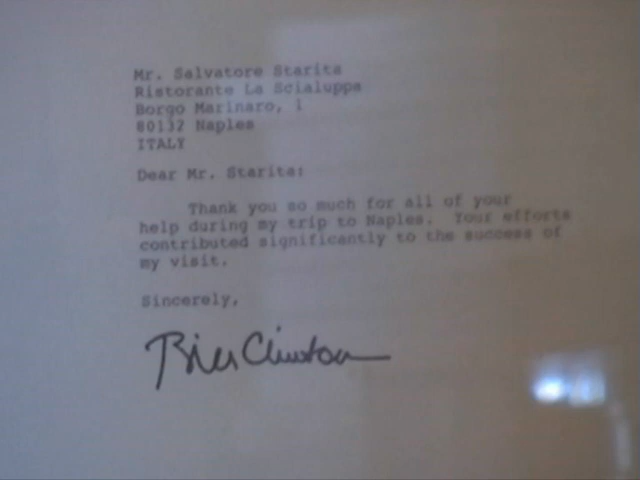 Mr. Salvatore Starita
Ristorante La Scialuppa
Borgo Marinaro, 1
80132 Naples
ITALY
Dear Mr. Starita:
Thank you so much for all of your
help during my trip to Naples. Your efforts
contributed significantly to the success of
my visit.
Sincerely,
Bill Clinton